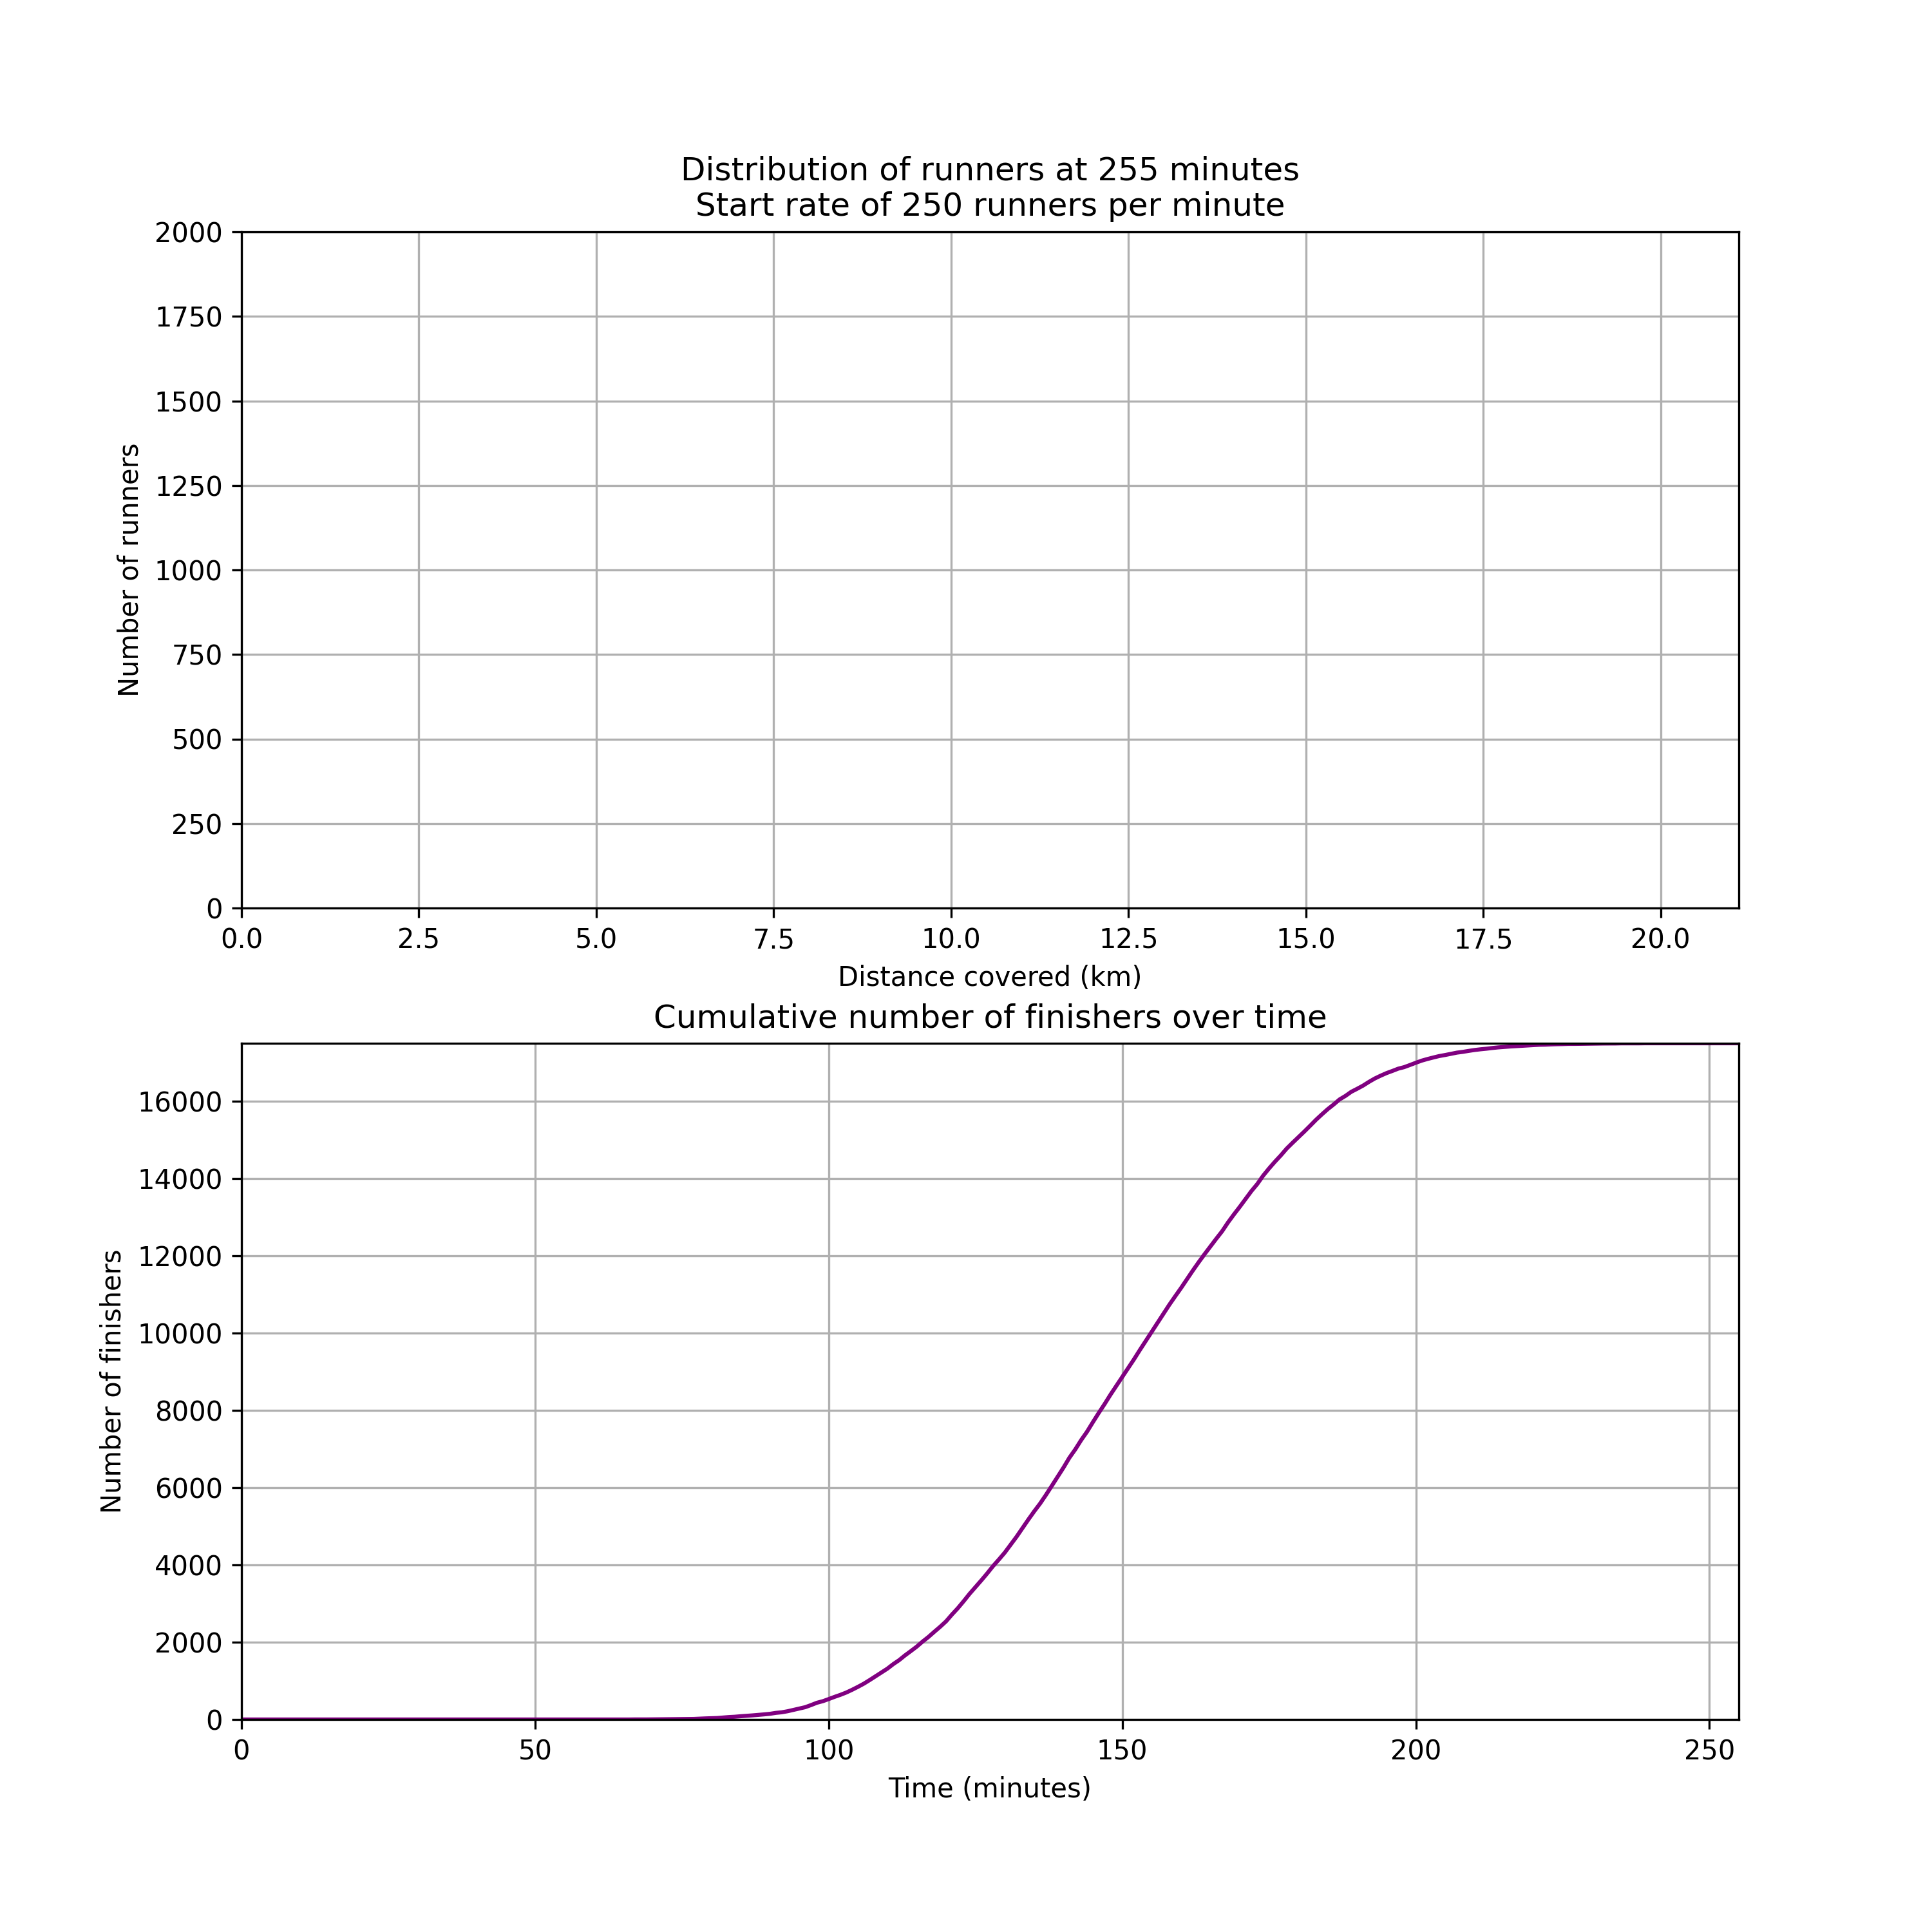 Distribution of runners at 255 minutes
Start rate of 250 runners per minute
2000
1750
1500
1250
1000
750
500
250
0
Number of runners
0.0 2.5 5.0 7.5 10.0 12.5 15.0 17.5 20.0
Distance covered (km)
Cumulative number of finishers over time
16000
14000
12000
10000
8000
6000
4000
2000
0
Number of finishers
0 50 100 150 200 250
Time (minutes)